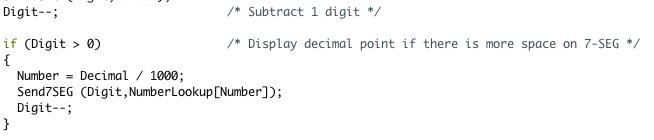 Digit--; /* Subtract 1 digit */
if (Digit > 0) /* Display decimal point if there is more space on 7-SEG */
{
Number = Decimal / 1000;
Send7SEG (Digit,NumberLookup[Number]);
Digit--;
}